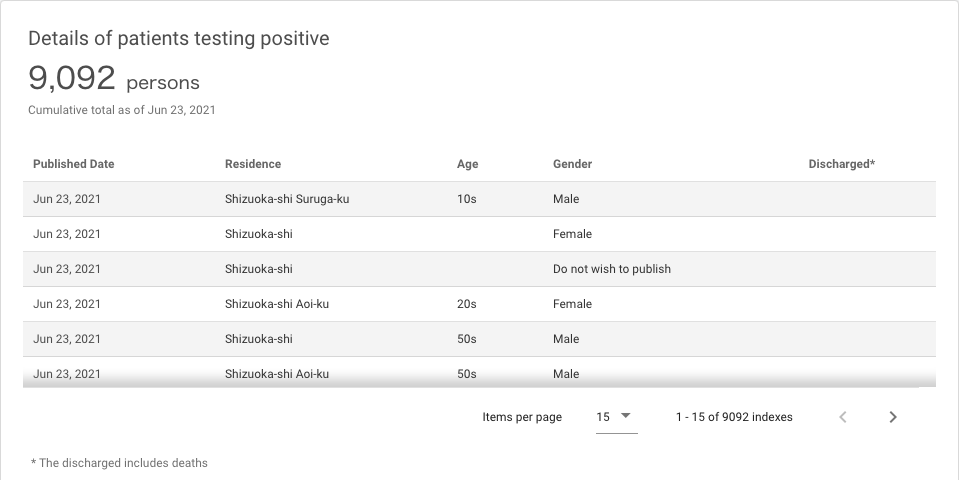 Details of patients testing positive
9,092 persons
Cumulative total as of Jun 23, 2021
Published Date Residence Age Gender Discharged*
Jun 23, 2021 Shizuoka-shi Suruga-ku 10s Male
Jun 23, 2021 Shizuoka-shi Female
Jun 23, 2021 Shizuoka-shi Do not wish to publish
Jun 23, 2021 Shizuoka-shi Aoi-ku 20s Female
Jun 23, 2021 Shizuoka-shi 50s Male
Jun 23, 2021 Shizuoka-shi Aoi-ku 50s Male
Items per page 15 1 - 15 of 9092 indexes
* The discharged includes deaths